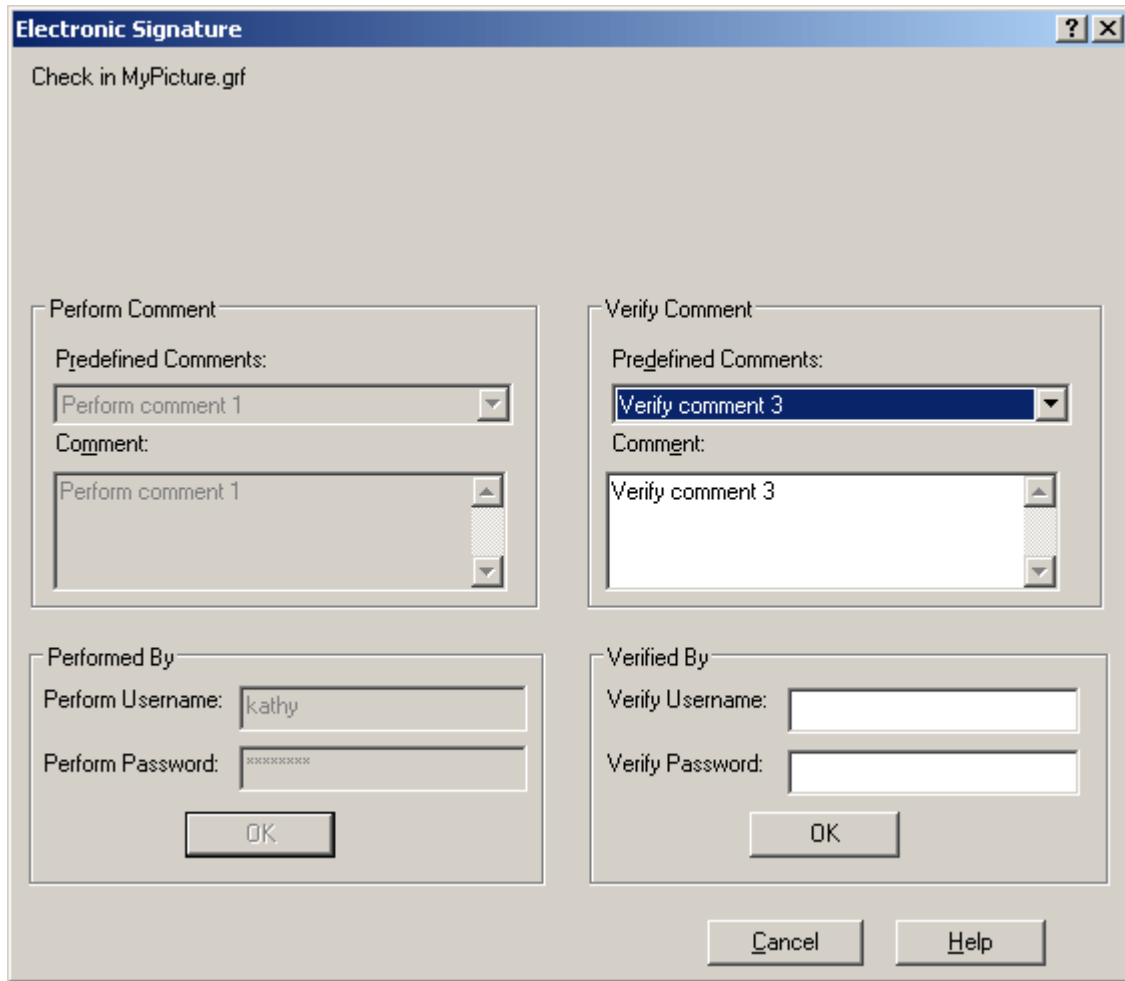 Electronic Signature
Check in MyPicture.grf
Perform Comment
Predefined Comments:
Perform comment 1
Comment:
Perform comment 1
Verify Comment
Predefined Comments:
Verify comment 3
Comment:
Verify comment 3
Performed By
Perform Username: kathy
Perform Password: ********
OK
Verified By
Verify Username:
Verify Password:
OK
Cancel
Help